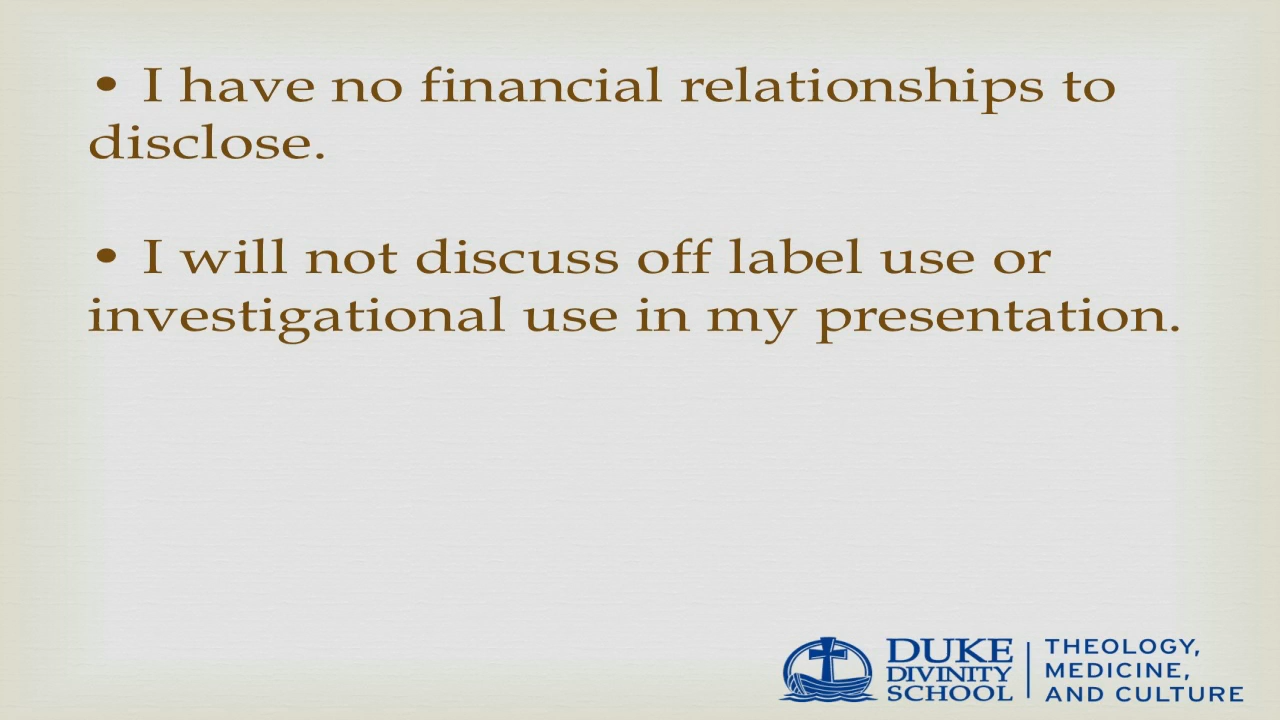 • I have no financial relationships to
disclose.
• I will not discuss off label use or
investigational use in my presentation.
DUKE
DIVINITY
SCHOOL
THEOLOGY,
MEDICINE,
AND CULTURE